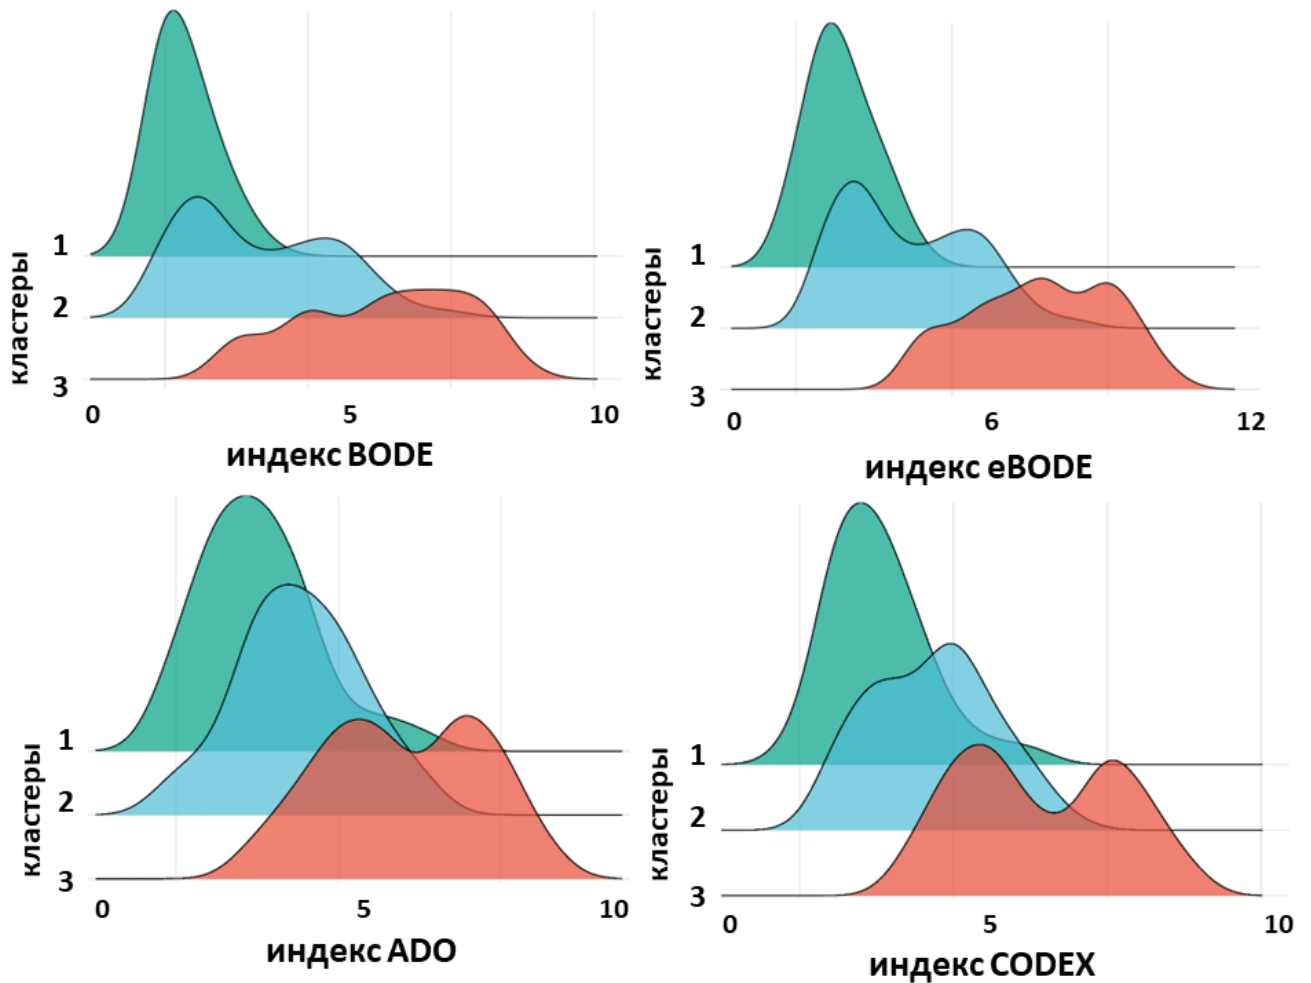 кластеры
1
2
3
0 5 10
индекс BODE
кластеры
1
2
3
0 6 12
индекс eBODE
кластеры
1
2
3
0 5 10
индекс ADO
кластеры
1
2
3
0 5 10
индекс CODEX